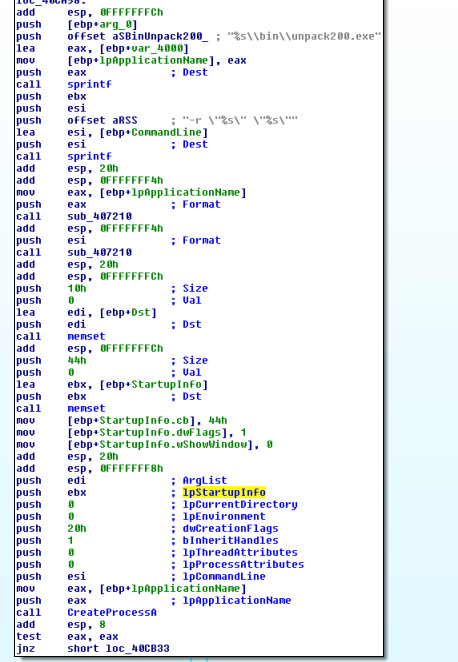 loc_40CA98:
add esp, 0FFFFFFFCh
push [ebp+arg_0]
push offset aSBinUnpack200_ ; "%s\\bin\\unpack200.exe"
lea eax, [ebp+var_4000]
mov [ebp+lpApplicationName], eax
push eax ; Dest
call sprintf
push ebx
push esi
push offset aRSS ; "-r \"%s\" \"%s\""
lea esi, [ebp+CommandLine]
push esi ; Dest
call sprintf
add esp, 20h
add esp, 0FFFFFFF4h
mov eax, [ebp+lpApplicationName]
push eax ; Format
call sub_407210
add esp, 0FFFFFFF4h
push esi ; Format
call sub_407210
add esp, 20h
add esp, 0FFFFFFFCh
push 10h ; Size
push 0 ; Val
lea edi, [ebp+Dst]
push edi ; Dst
call memset
add esp, 0FFFFFFFCh
push 44h ; Size
push 0 ; Val
lea ebx, [ebp+StartupInfo]
push ebx ; Dst
call memset
mov [ebp+StartupInfo.cb], 44h
mov [ebp+StartupInfo.dwFlags], 1
mov [ebp+StartupInfo.wShowWindow], 0
add esp, 20h
add esp, 0FFFFFFF8h
push edi ; ArgList
push ebx ; lpStartupInfo
push 0 ; lpCurrentDirectory
push 0 ; lpEnvironment
push 20h ; dwCreationFlags
push 1 ; bInheritHandles
push 0 ; lpThreadAttributes
push 0 ; lpProcessAttributes
push esi ; lpCommandLine
mov eax, [ebp+lpApplicationName]
push eax ; lpApplicationName
call CreateProcessA
add esp, 8
test eax, eax
jnz short loc_40CB33